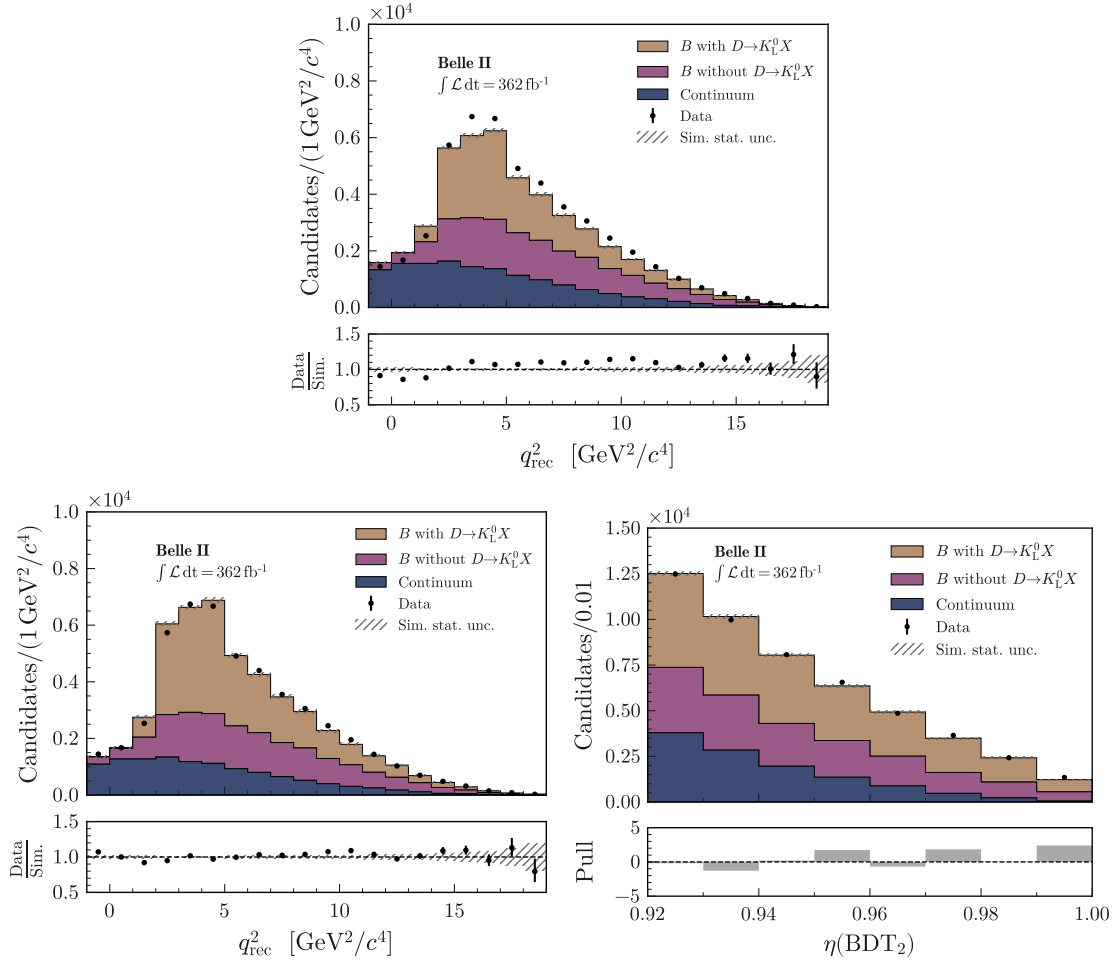 ×10⁴
1.0
0.8
0.6
0.4
0.2
0.0
Candidates/(1 GeV²/c⁴)
Belle II
∫ℒ dt = 362 fb⁻¹
B with D→K⁰_L X
B without D→K⁰_L X
Continuum
Data
Sim. stat. unc.
1.5
1.0
0.5
Data
Sim.
0 5 10 15
q²_rec [GeV²/c⁴]
×10⁴
1.0
0.8
0.6
0.4
0.2
0.0
Candidates/(1 GeV²/c⁴)
Belle II
∫ℒ dt = 362 fb⁻¹
B with D→K⁰_L X
B without D→K⁰_L X
Continuum
Data
Sim. stat. unc.
1.5
1.0
0.5
Data
Sim.
0 5 10 15
q²_rec [GeV²/c⁴]
×10⁴
1.50
1.25
1.00
0.75
0.50
0.25
0.00
Candidates/0.01
Belle II
∫ℒ dt = 362 fb⁻¹
B with D→K⁰_L X
B without D→K⁰_L X
Continuum
Data
Sim. stat. unc.
5
0
−5
Pull
0.92 0.94 0.96 0.98 1.00
η(BDT₂)